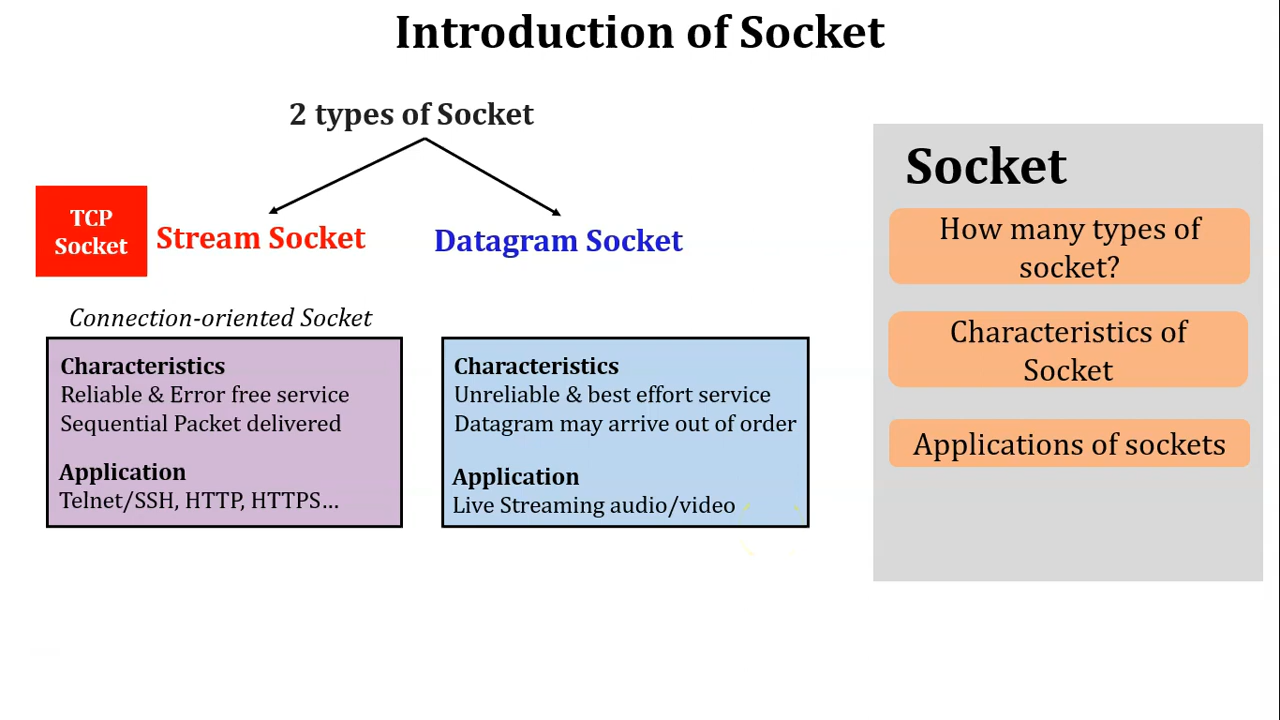 Introduction of Socket
2 types of Socket
TCP
Socket
Stream Socket
Datagram Socket
Connection-oriented Socket
Characteristics
Reliable & Error free service
Sequential Packet delivered
Application
Telnet/SSH, HTTP, HTTPS...
Characteristics
Unreliable & best effort service
Datagram may arrive out of order
Application
Live Streaming audio/video
Socket
How many types of
socket?
Characteristics of
Socket
Applications of sockets